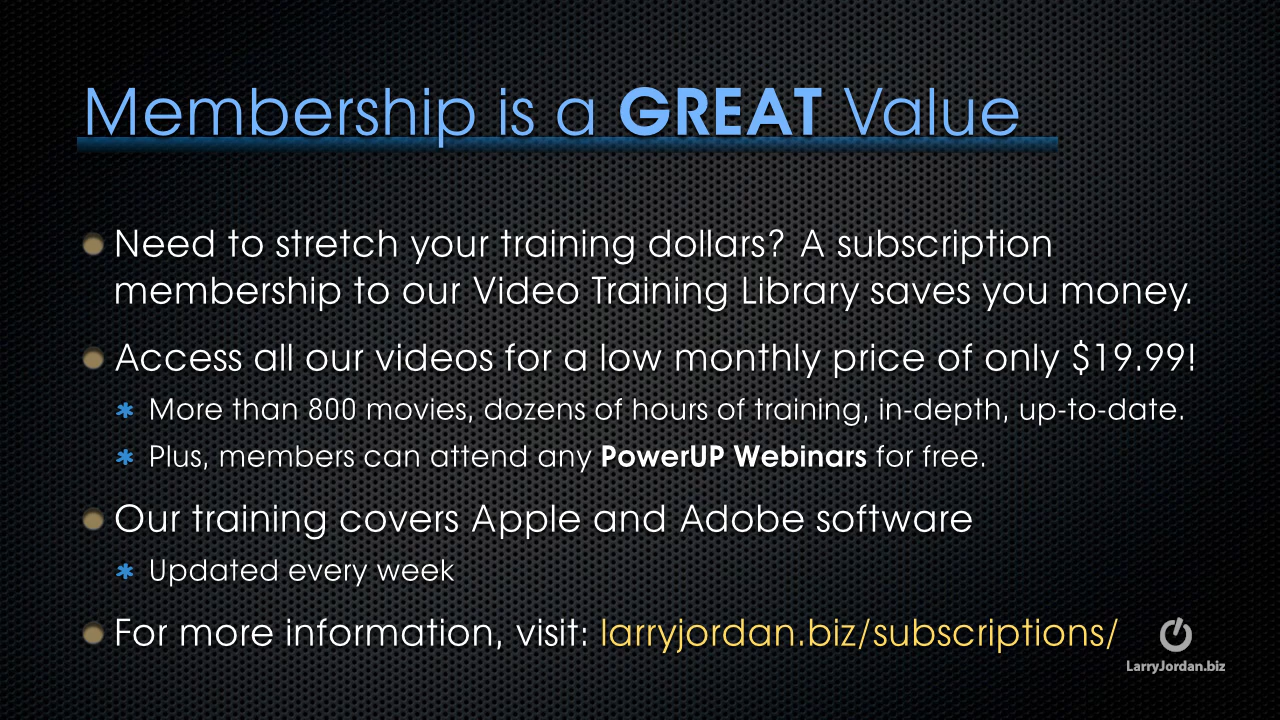 Membership is a GREAT Value
Need to stretch your training dollars? A subscription
membership to our Video Training Library saves you money.
Access all our videos for a low monthly price of only $19.99!
More than 800 movies, dozens of hours of training, in-depth, up-to-date.
Plus, members can attend any PowerUP Webinars for free.
Our training covers Apple and Adobe software
Updated every week
For more information, visit: larryjordan.biz/subscriptions/
LarryJordan.biz